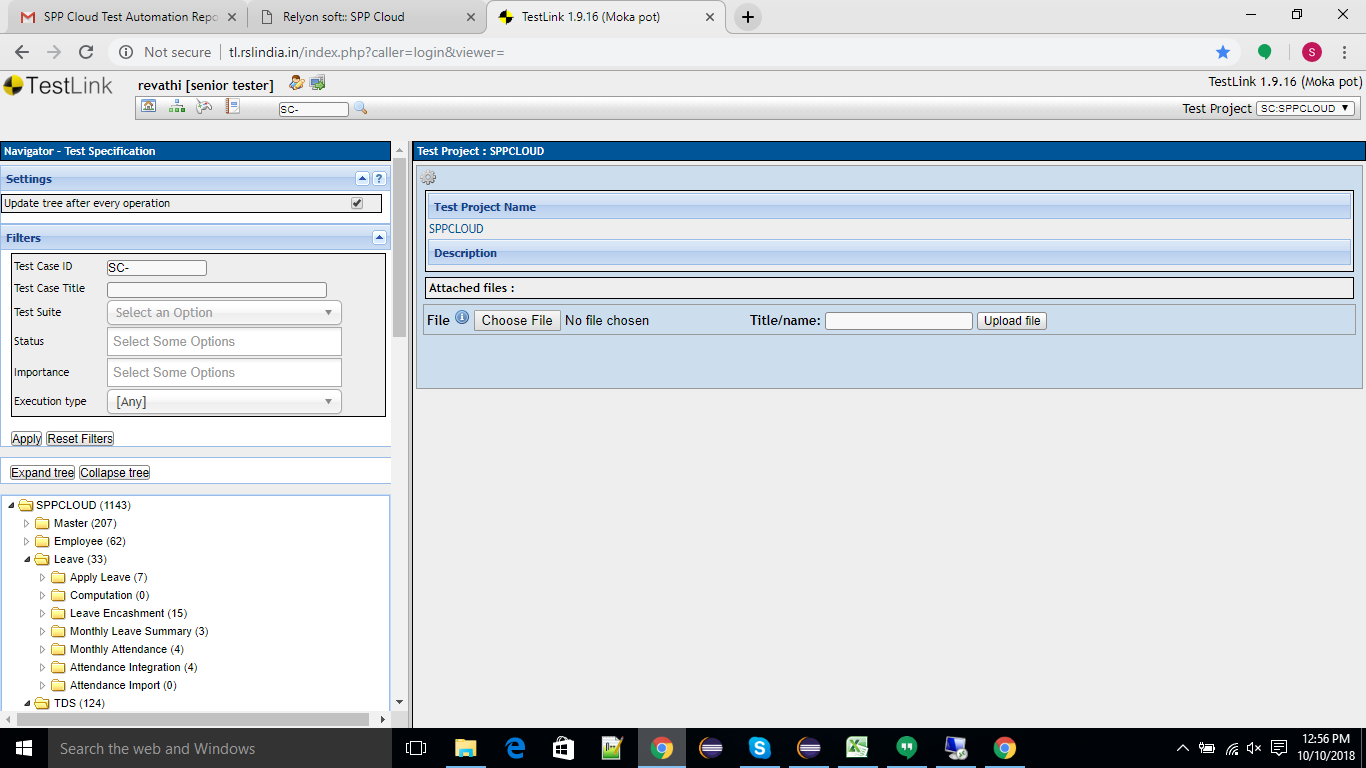 SPP Cloud Test Automation Repo
Relyon soft:: SPP Cloud
TestLink 1.9.16 (Moka pot)
Not secure
tl.rslindia.in/index.php?caller=login&viewer=
S
TestLink
revathi [senior tester]
TestLink 1.9.16 (Moka pot)
SC-
Test Project SC:SPPCLOUD
Navigator - Test Specification
Settings
?
Update tree after every operation
Filters
Test Case ID SC-
Test Case Title
Test Suite Select an Option
Status Select Some Options
Importance Select Some Options
Execution type [Any]
Apply Reset Filters
Expand tree Collapse tree
SPPCLOUD (1143)
Master (207)
Employee (62)
Leave (33)
Apply Leave (7)
Computation (0)
Leave Encashment (15)
Monthly Leave Summary (3)
Monthly Attendance (4)
Attendance Integration (4)
Attendance Import (0)
TDS (124)
Test Project : SPPCLOUD
Test Project Name
SPPCLOUD
Description
Attached files :
File Choose File No file chosen Title/name: Upload file
Search the web and Windows
12:56 PM
10/10/2018